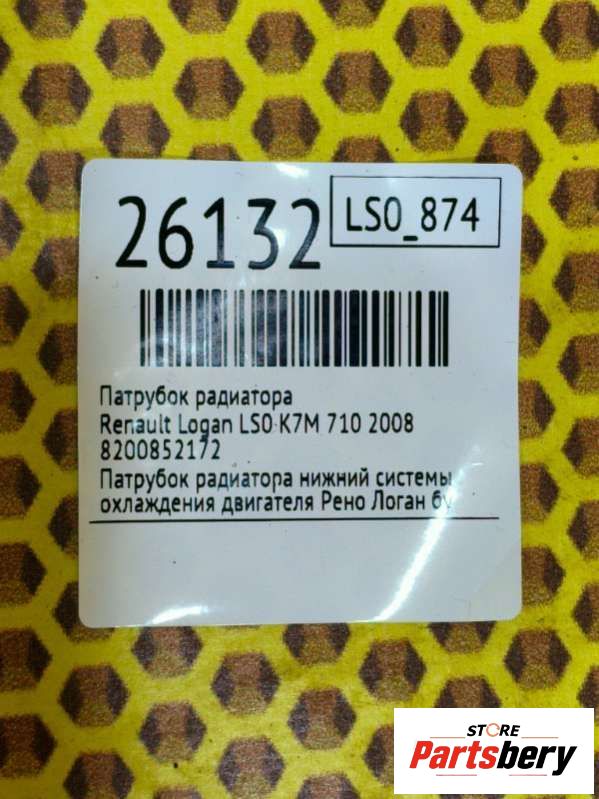 26132
LS0_874
Патрубок радиатора
Renault Logan LS0 K7M 710 2008
8200852172
Патрубок радиатора нижний системы
охлаждения двигателя Рено Логан бу
STORE
Partsbery